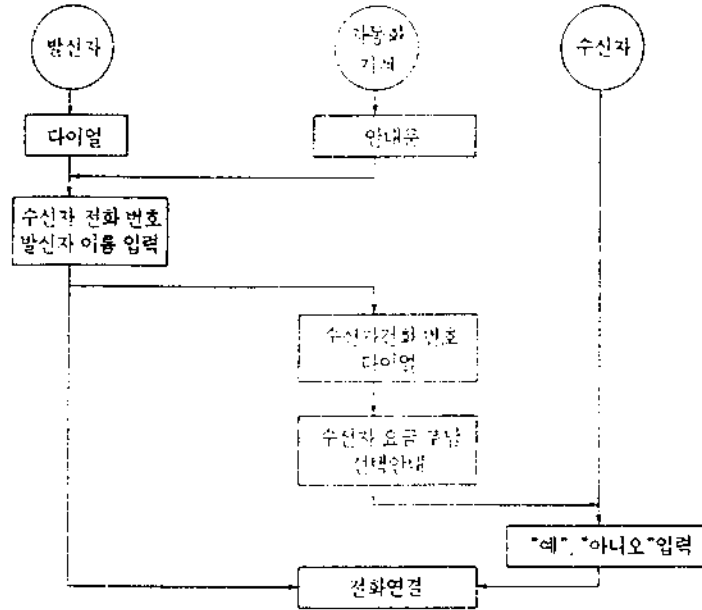 발신자
자동화
기계
수신자
다이얼
안내문
수신자 전화 번호
발신자 이름 입력
수신자전화 번호
다이얼
수신자 요금 부담
선택안내
"예", "아니오"입력
전화연결